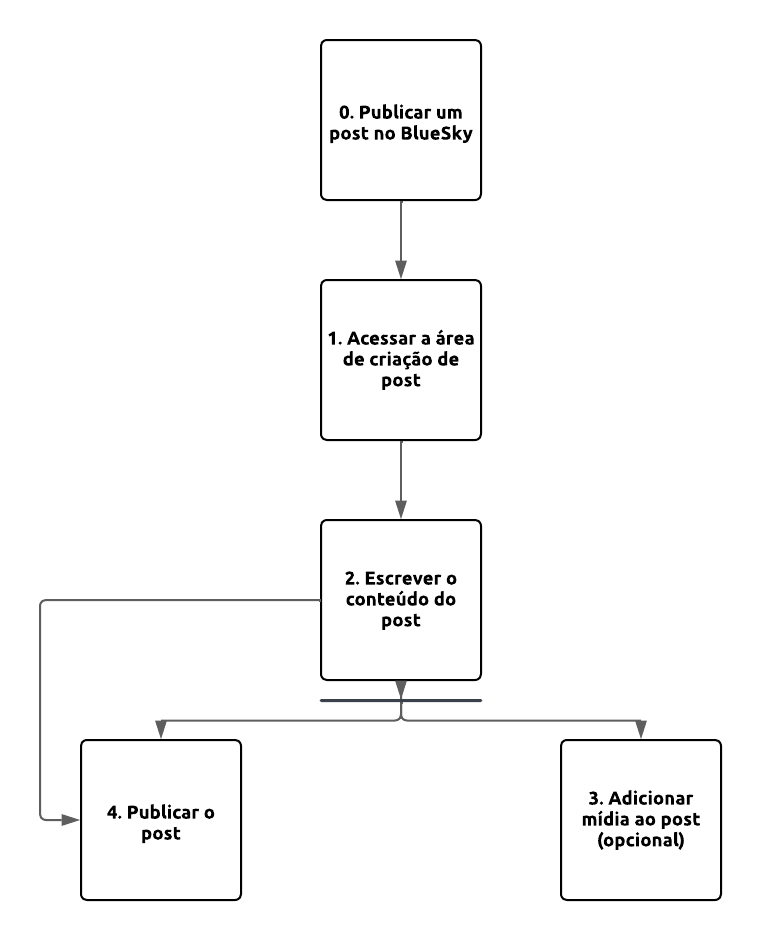 0. Publicar um
post no BlueSky
1. Acessar a área
de criação de
post
2. Escrever o
conteúdo do
post
4. Publicar o
post
3. Adicionar
mídia ao post
(opcional)